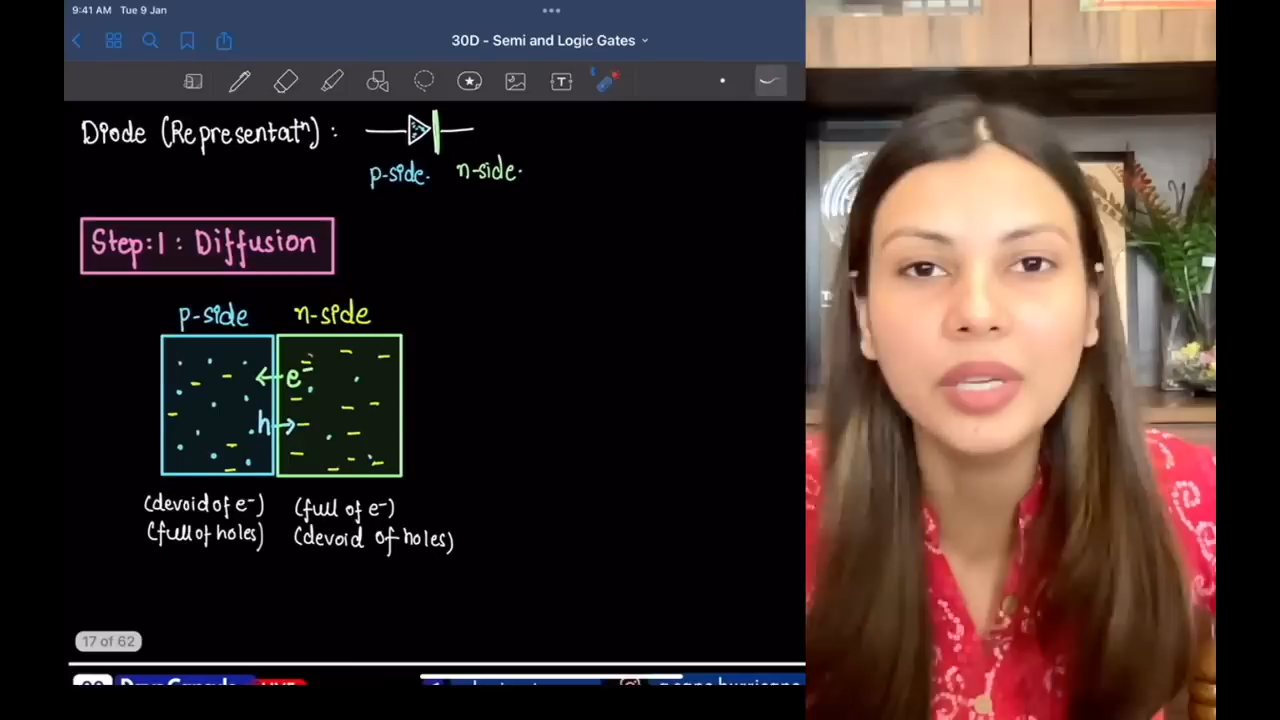 9:41 AM Tue 9 Jan
30D - Semi and Logic Gates
T
Diode (Representatⁿ) :
p-side. n-side.
Step:1 : Diffusion
p-side n-side
e⁻
h
(devoid of e⁻) (full of e⁻)
(full of holes) (devoid of holes)
17 of 62